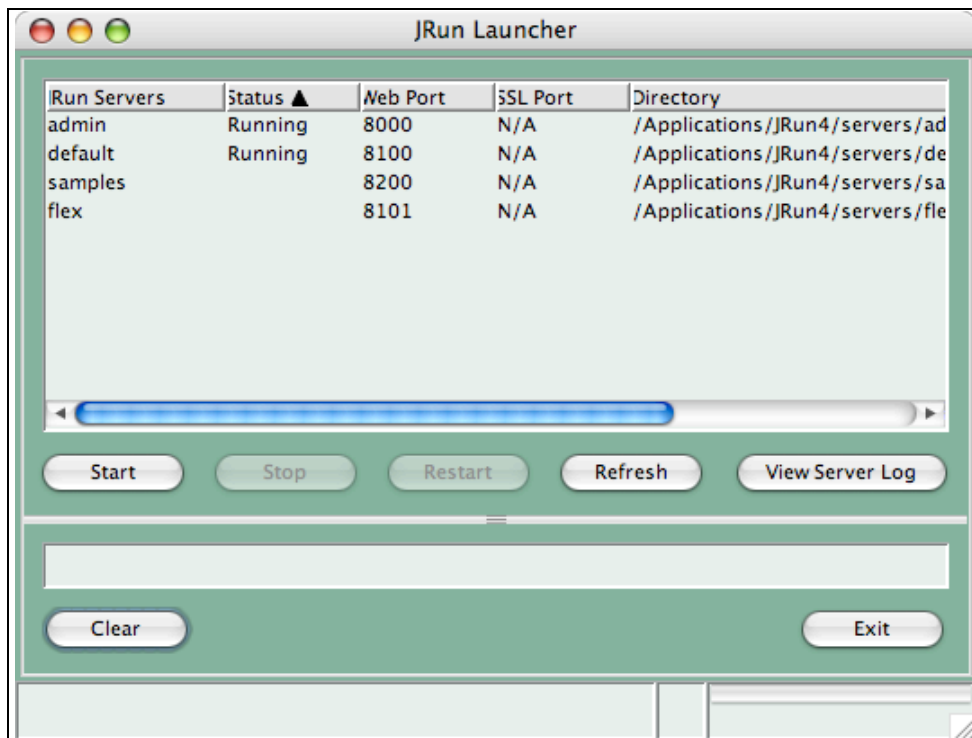 JRun Launcher
JRun Servers Status ▲ Web Port SSL Port Directory
admin Running 8000 N/A /Applications/JRun4/servers/ad
default Running 8100 N/A /Applications/JRun4/servers/de
samples 8200 N/A /Applications/JRun4/servers/sa
flex 8101 N/A /Applications/JRun4/servers/fle
Start Stop Restart Refresh View Server Log
Clear Exit